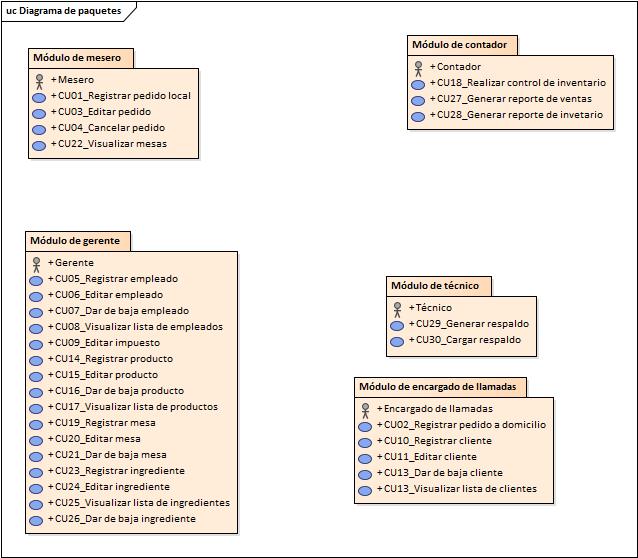 uc Diagrama de paquetes
Módulo de mesero
+ Mesero
+ CU01_Registrar pedido local
+ CU03_Editar pedido
+ CU04_Cancelar pedido
+ CU22_Visualizar mesas
Módulo de contador
+ Contador
+ CU18_Realizar control de inventario
+ CU27_Generar reporte de ventas
+ CU28_Generar reporte de invetario
Módulo de gerente
+ Gerente
+ CU05_Registrar empleado
+ CU06_Editar empleado
+ CU07_Dar de baja empleado
+ CU08_Visualizar lista de empleados
+ CU09_Editar impuesto
+ CU14_Registrar producto
+ CU15_Editar producto
+ CU16_Dar de baja producto
+ CU17_Visualizar lista de productos
+ CU19_Registrar mesa
+ CU20_Editar mesa
+ CU21_Dar de baja mesa
+ CU23_Registrar ingrediente
+ CU24_Editar ingrediente
+ CU25_Visualizar lista de ingredientes
+ CU26_Dar de baja ingrediente
Módulo de técnico
+ Técnico
+ CU29_Generar respaldo
+ CU30_Cargar respaldo
Módulo de encargado de llamadas
+ Encargado de llamadas
+ CU02_Registrar pedido a domicilio
+ CU10_Registrar cliente
+ CU11_Editar cliente
+ CU13_Dar de baja cliente
+ CU13_Visualizar lista de clientes